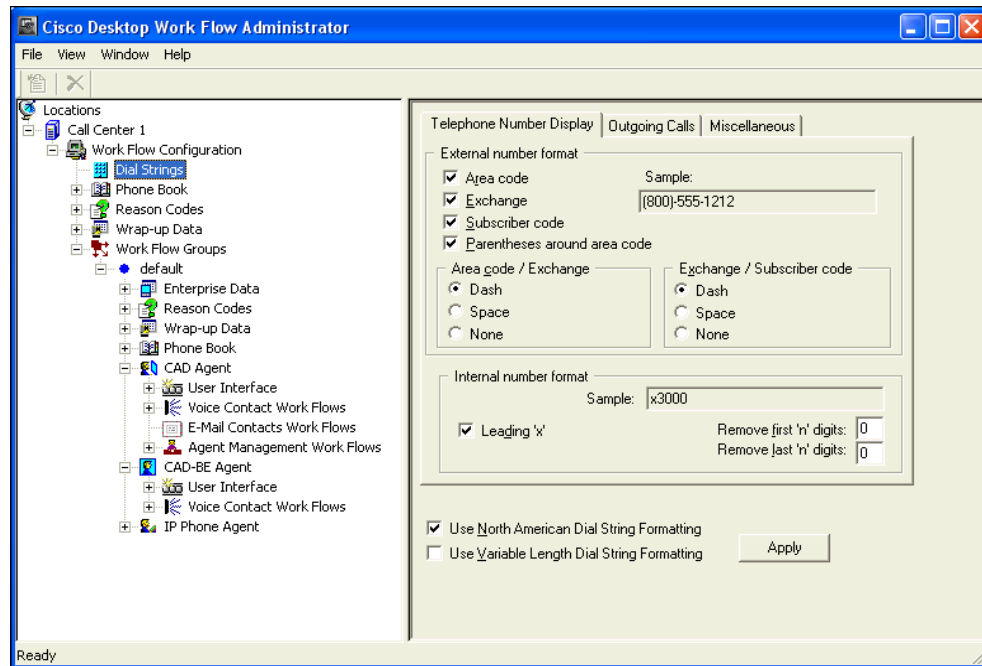 Cisco Desktop Work Flow Administrator
File View Window Help
Locations
Call Center 1
Work Flow Configuration
Dial Strings
Phone Book
Reason Codes
Wrap-up Data
Work Flow Groups
default
Enterprise Data
Reason Codes
Wrap-up Data
Phone Book
CAD Agent
User Interface
Voice Contact Work Flows
E-Mail Contacts Work Flows
Agent Management Work Flows
CAD-BE Agent
User Interface
Voice Contact Work Flows
IP Phone Agent
Telephone Number Display Outgoing Calls Miscellaneous
External number format
Area code Sample:
Exchange (800)-555-1212
Subscriber code
Parentheses around area code
Area code / Exchange Exchange / Subscriber code
Dash Dash
Space Space
None None
Internal number format
Sample: x3000
Leading 'x' Remove first 'n' digits: 0
Remove last 'n' digits: 0
Use North American Dial String Formatting
Use Variable Length Dial String Formatting Apply
Ready